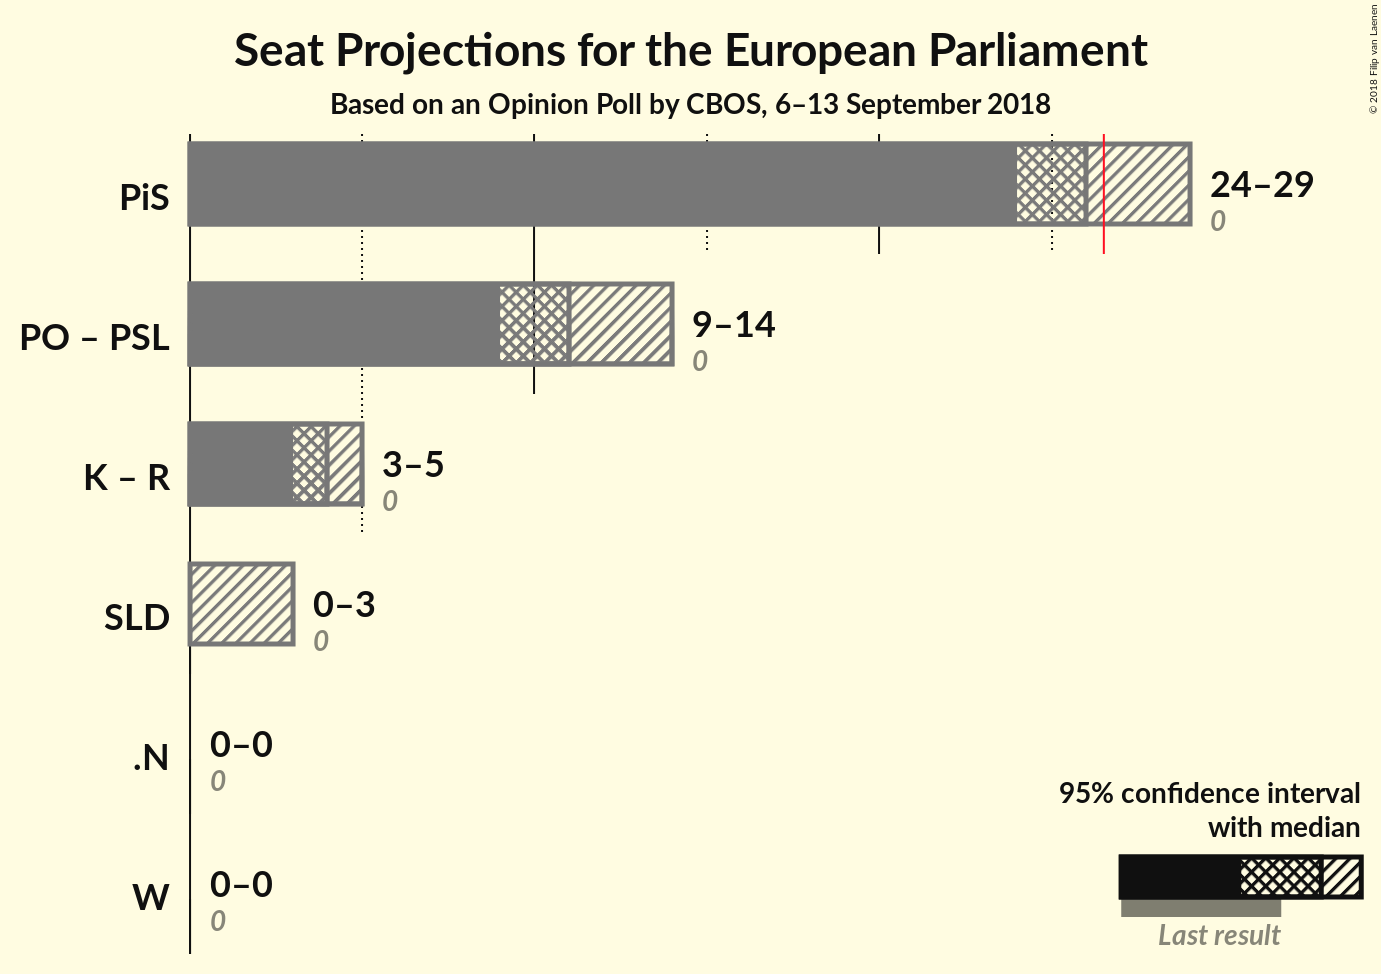 Seat Projections for the European Parliament
Based on an Opinion Poll by CBOS, 6–13 September 2018
© 2018 Filip van Laenen
PiS
24–29
0
PO – PSL
9–14
0
K – R
3–5
0
SLD
0–3
0
.N
0–0
0
W
0–0
0
95% confidence interval
with median
Last result